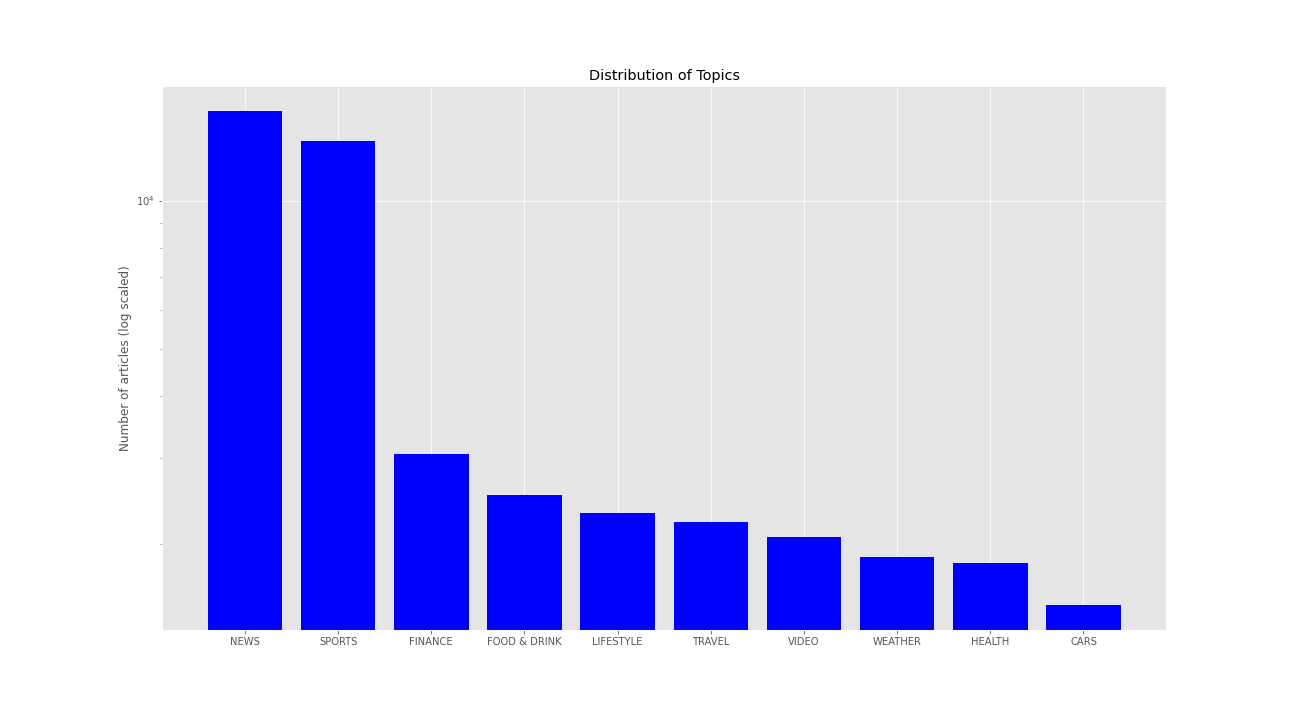 Distribution of Topics
10⁴
Number of articles (log scaled)
NEWS SPORTS FINANCE FOOD & DRINK LIFESTYLE TRAVEL VIDEO WEATHER HEALTH CARS